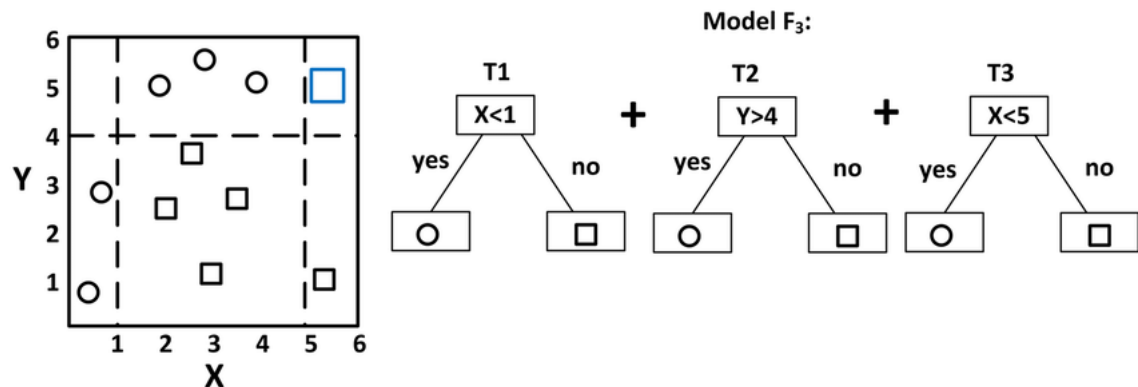 Model F3:
T1
T2
T3
X<1
+
Y>4
+
X<5
yes
no
yes
no
yes
no
6
5
4
3
2
1
Y
1 2 3 4 5 6
X